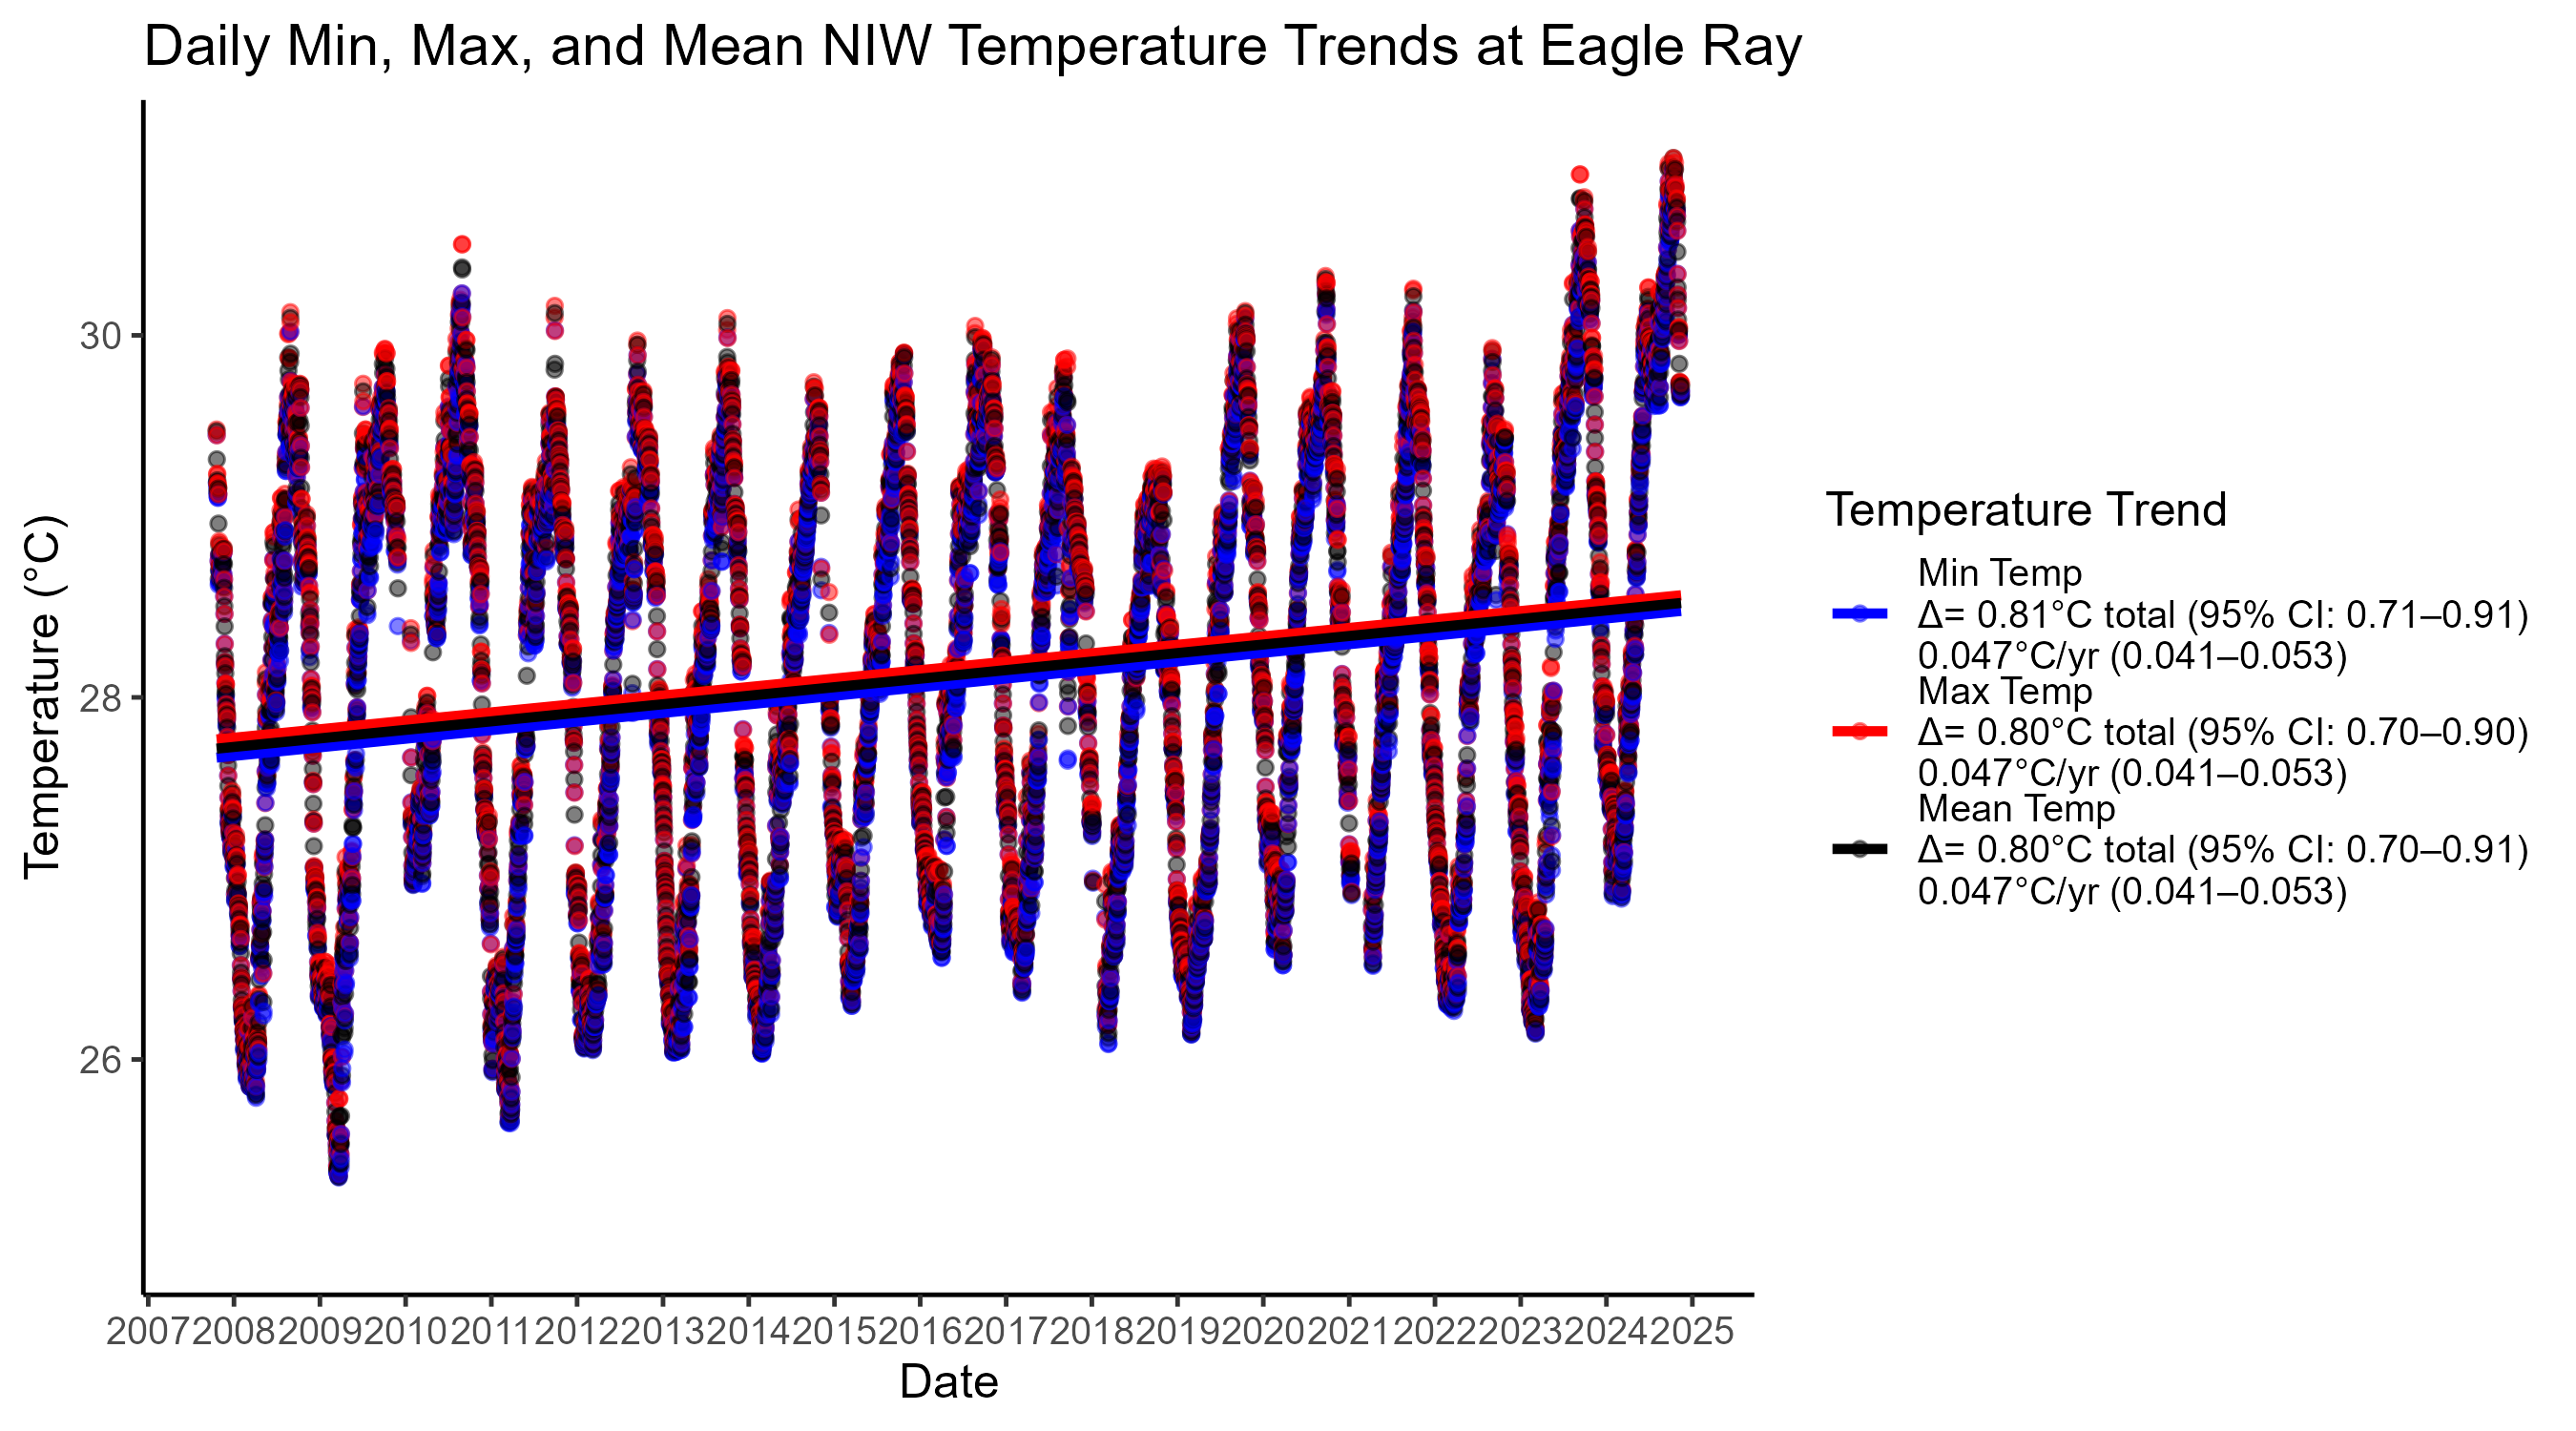 Daily Min, Max, and Mean NIW Temperature Trends at Eagle Ray
Temperature (°C)
30
28
26
2007 2008 2009 2010 2011 2012 2013 2014 2015 2016 2017 2018 2019 2020 2021 2022 2023 2024 2025
Date
Temperature Trend
Min Temp
Δ= 0.81°C total (95% CI: 0.71–0.91)
0.047°C/yr (0.041–0.053)
Max Temp
Δ= 0.80°C total (95% CI: 0.70–0.90)
0.047°C/yr (0.041–0.053)
Mean Temp
Δ= 0.80°C total (95% CI: 0.70–0.91)
0.047°C/yr (0.041–0.053)